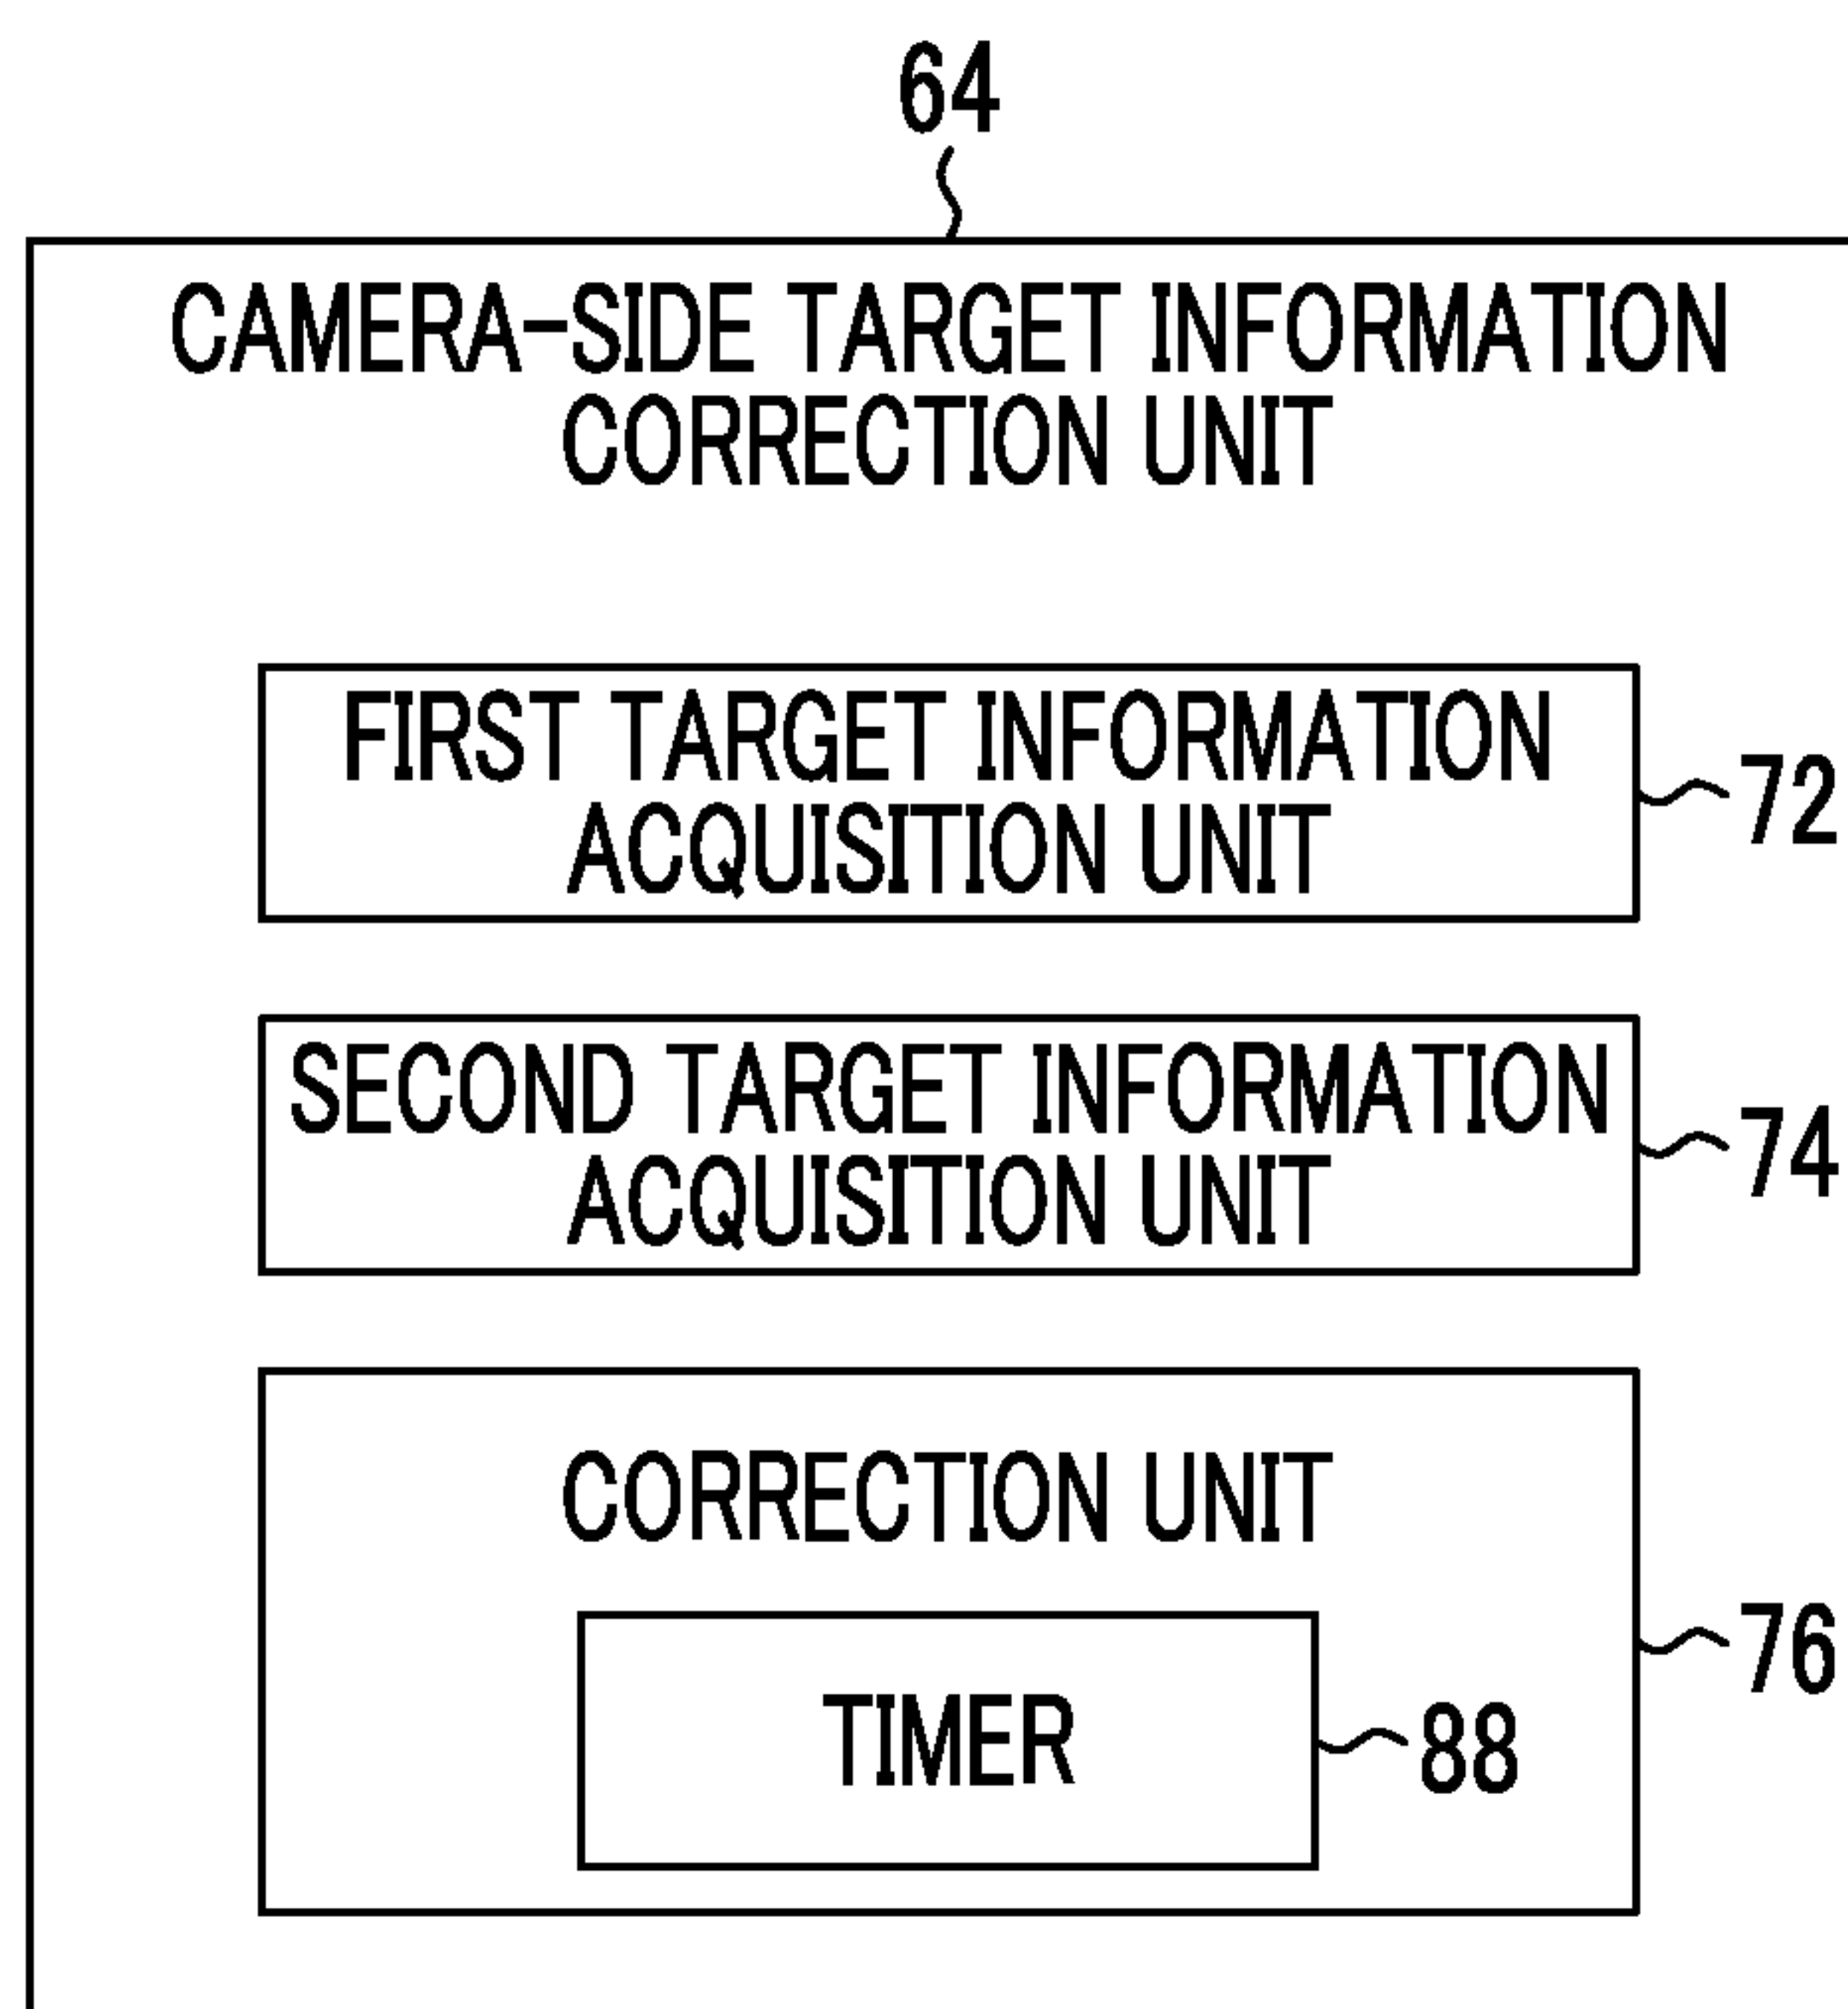 64
CAMERA-SIDE TARGET INFORMATION
CORRECTION UNIT
FIRST TARGET INFORMATION
ACQUISITION UNIT
72
SECOND TARGET INFORMATION
ACQUISITION UNIT
74
CORRECTION UNIT
76
TIMER
88